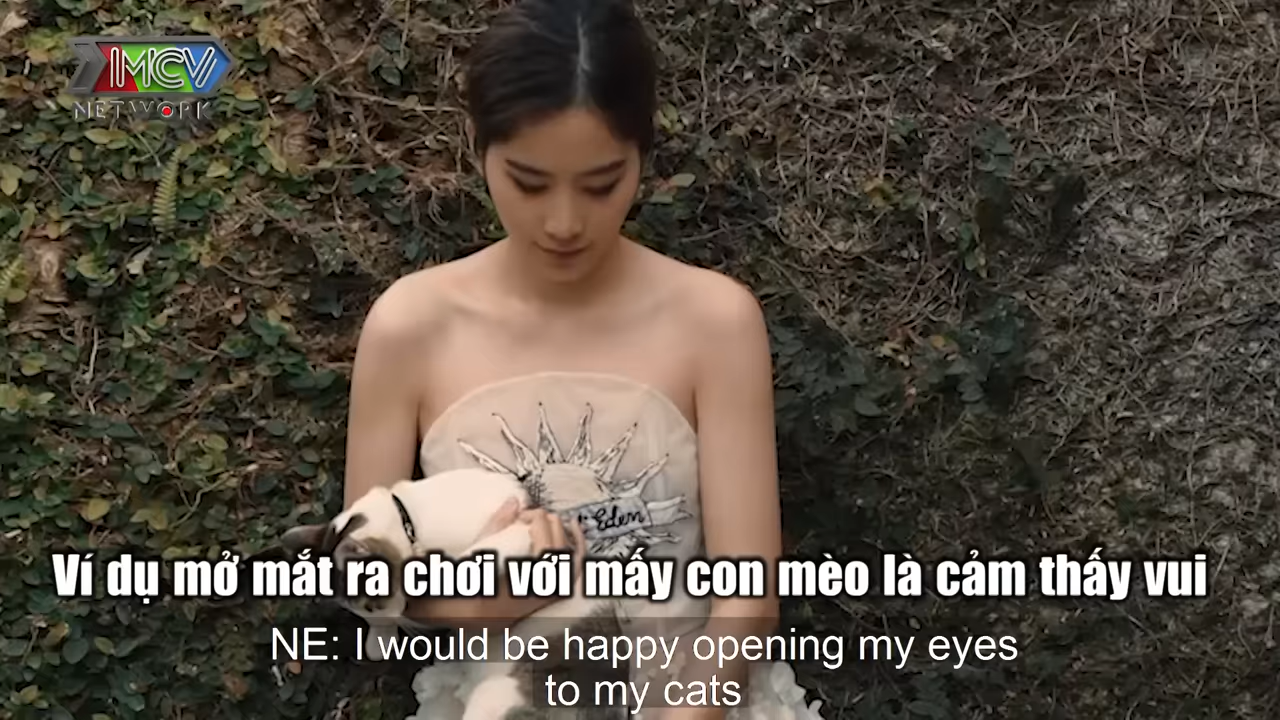 MCV
NETWORK
Eden
Ví dụ mở mắt ra chơi với mấy con mèo là cảm thấy vui
NE: I would be happy opening my eyes
to my cats